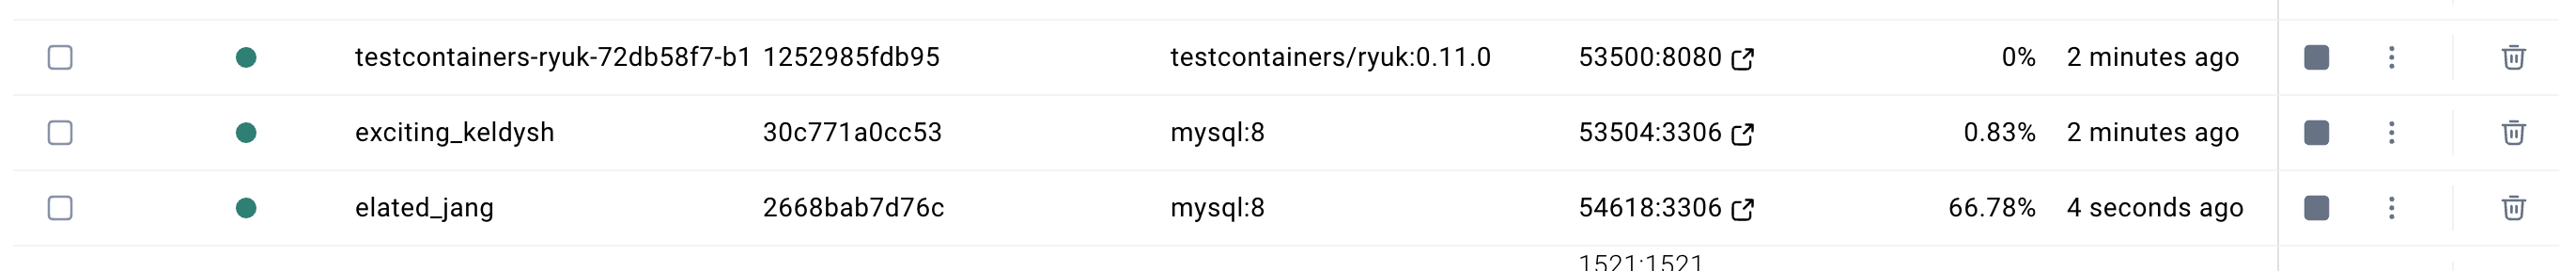 testcontainers-ryuk-72db58f7-b1 1252985fdb95 testcontainers/ryuk:0.11.0 53500:8080 0% 2 minutes ago
exciting_keldysh 30c771a0cc53 mysql:8 53504:3306 0.83% 2 minutes ago
elated_jang 2668bab7d76c mysql:8 54618:3306 66.78% 4 seconds ago
1521:1521